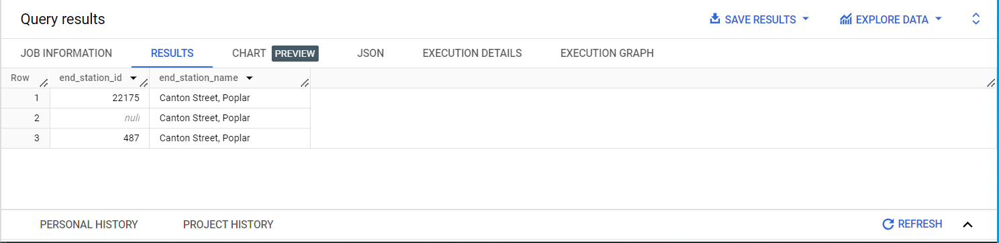 Query results SAVE RESULTS EXPLORE DATA
JOB INFORMATION RESULTS CHART PREVIEW JSON EXECUTION DETAILS EXECUTION GRAPH
Row end_station_id end_station_name
1 22175 Canton Street, Poplar
2 null Canton Street, Poplar
3 487 Canton Street, Poplar
PERSONAL HISTORY PROJECT HISTORY REFRESH